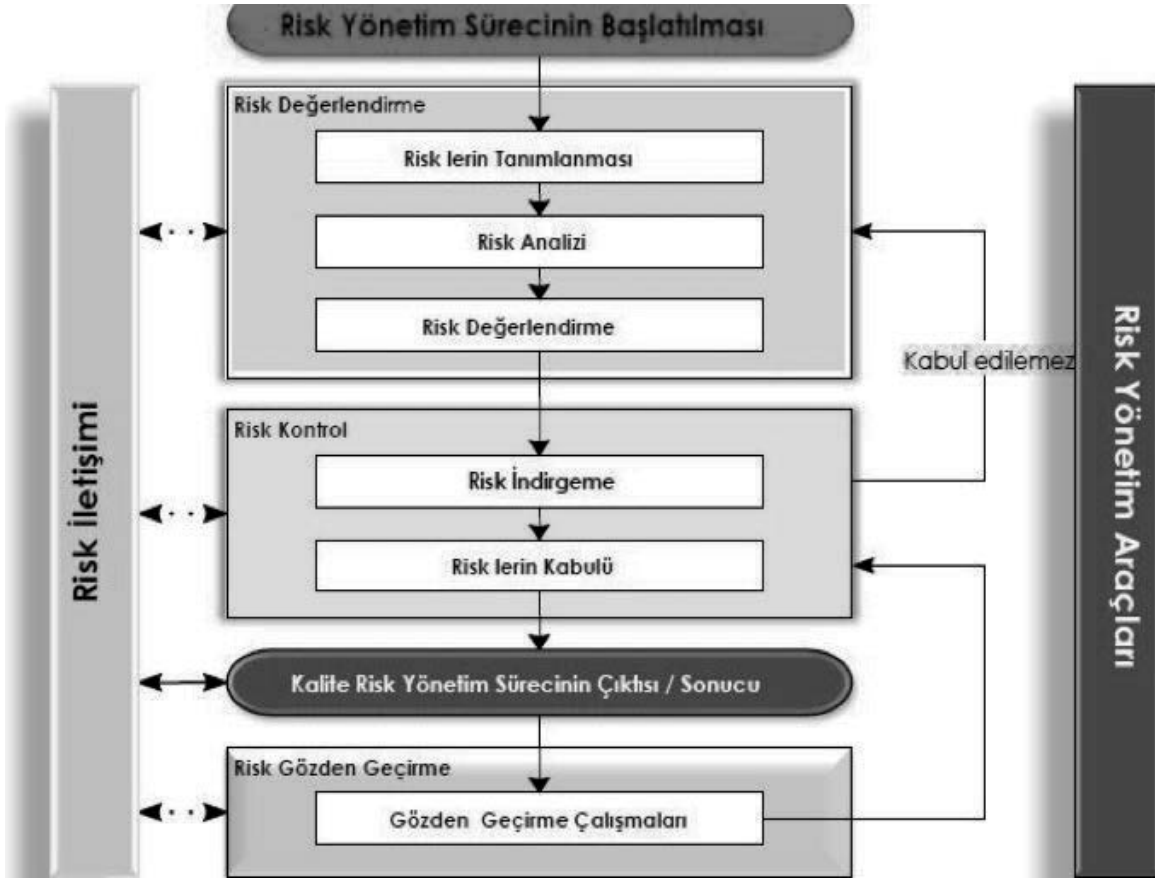 Risk Yönetim Sürecinin Başlatılması
Risk Değerlendirme
Risk lerin Tanımlanması
Risk Analizi
Risk Değerlendirme
Kabul edilemez
Risk Kontrol
Risk İndirgeme
Risk lerin Kabulü
Kalite Risk Yönetim Sürecinin Çıktısı / Sonucu
Risk Gözden Geçirme
Gözden Geçirme Çalışmaları
Risk İletişimi
Risk Yönetim Araçları